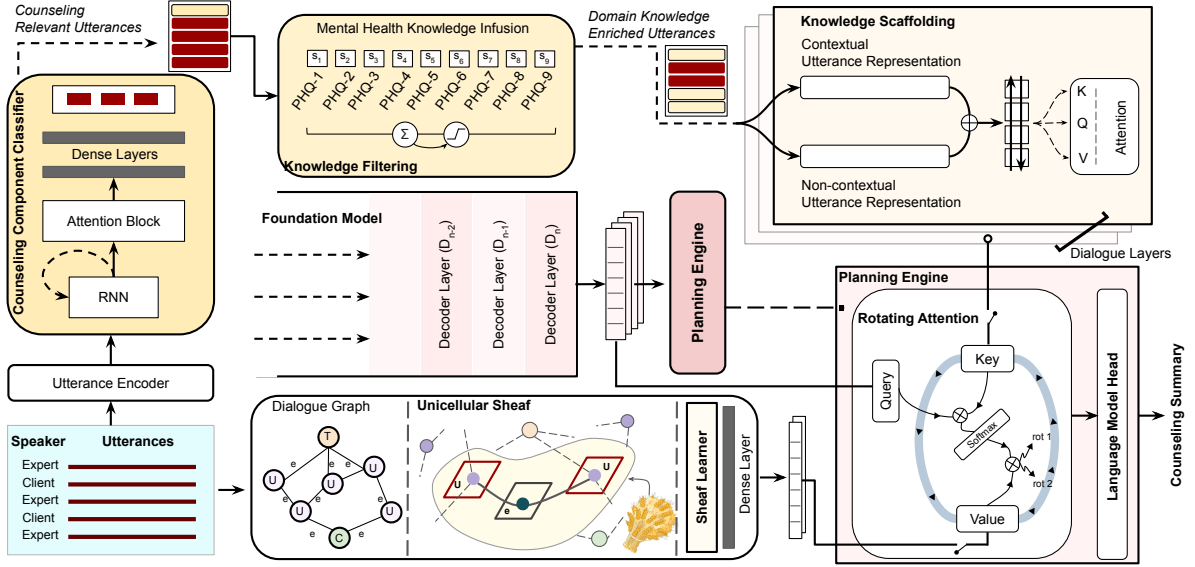 Counseling
Relevant Utterances
Counseling Component Classifier
Dense Layers
Attention Block
RNN
Utterance Encoder
Speaker Utterances
Expert
Client
Expert
Client
Expert
Mental Health Knowledge Infusion
S1 S2 S3 S4 S5 S6 S7 S8 S9
PHQ-1 PHQ-2 PHQ-3 PHQ-4 PHQ-5 PHQ-6 PHQ-7 PHQ-8 PHQ-9
Σ
Knowledge Filtering
Domain Knowledge
Enriched Utterances
Knowledge Scaffolding
Contextual
Utterance Representation
Non-contextual
Utterance Representation
K
Q
V
Attention
Dialogue Layers
Foundation Model
Decoder Layer (Dn-2)
Decoder Layer (Dn-1)
Decoder Layer (Dn)
Planning Engine
Dialogue Graph
T
e e e
U U U
e e e
U U
e e
C
Unicellular Sheaf
U
U
e
Sheaf Learner
Dense Layer
Planning Engine
Rotating Attention
Key
Query
Softmax
rot 1
rot 2
Value
Language Model Head
Counseling Summary